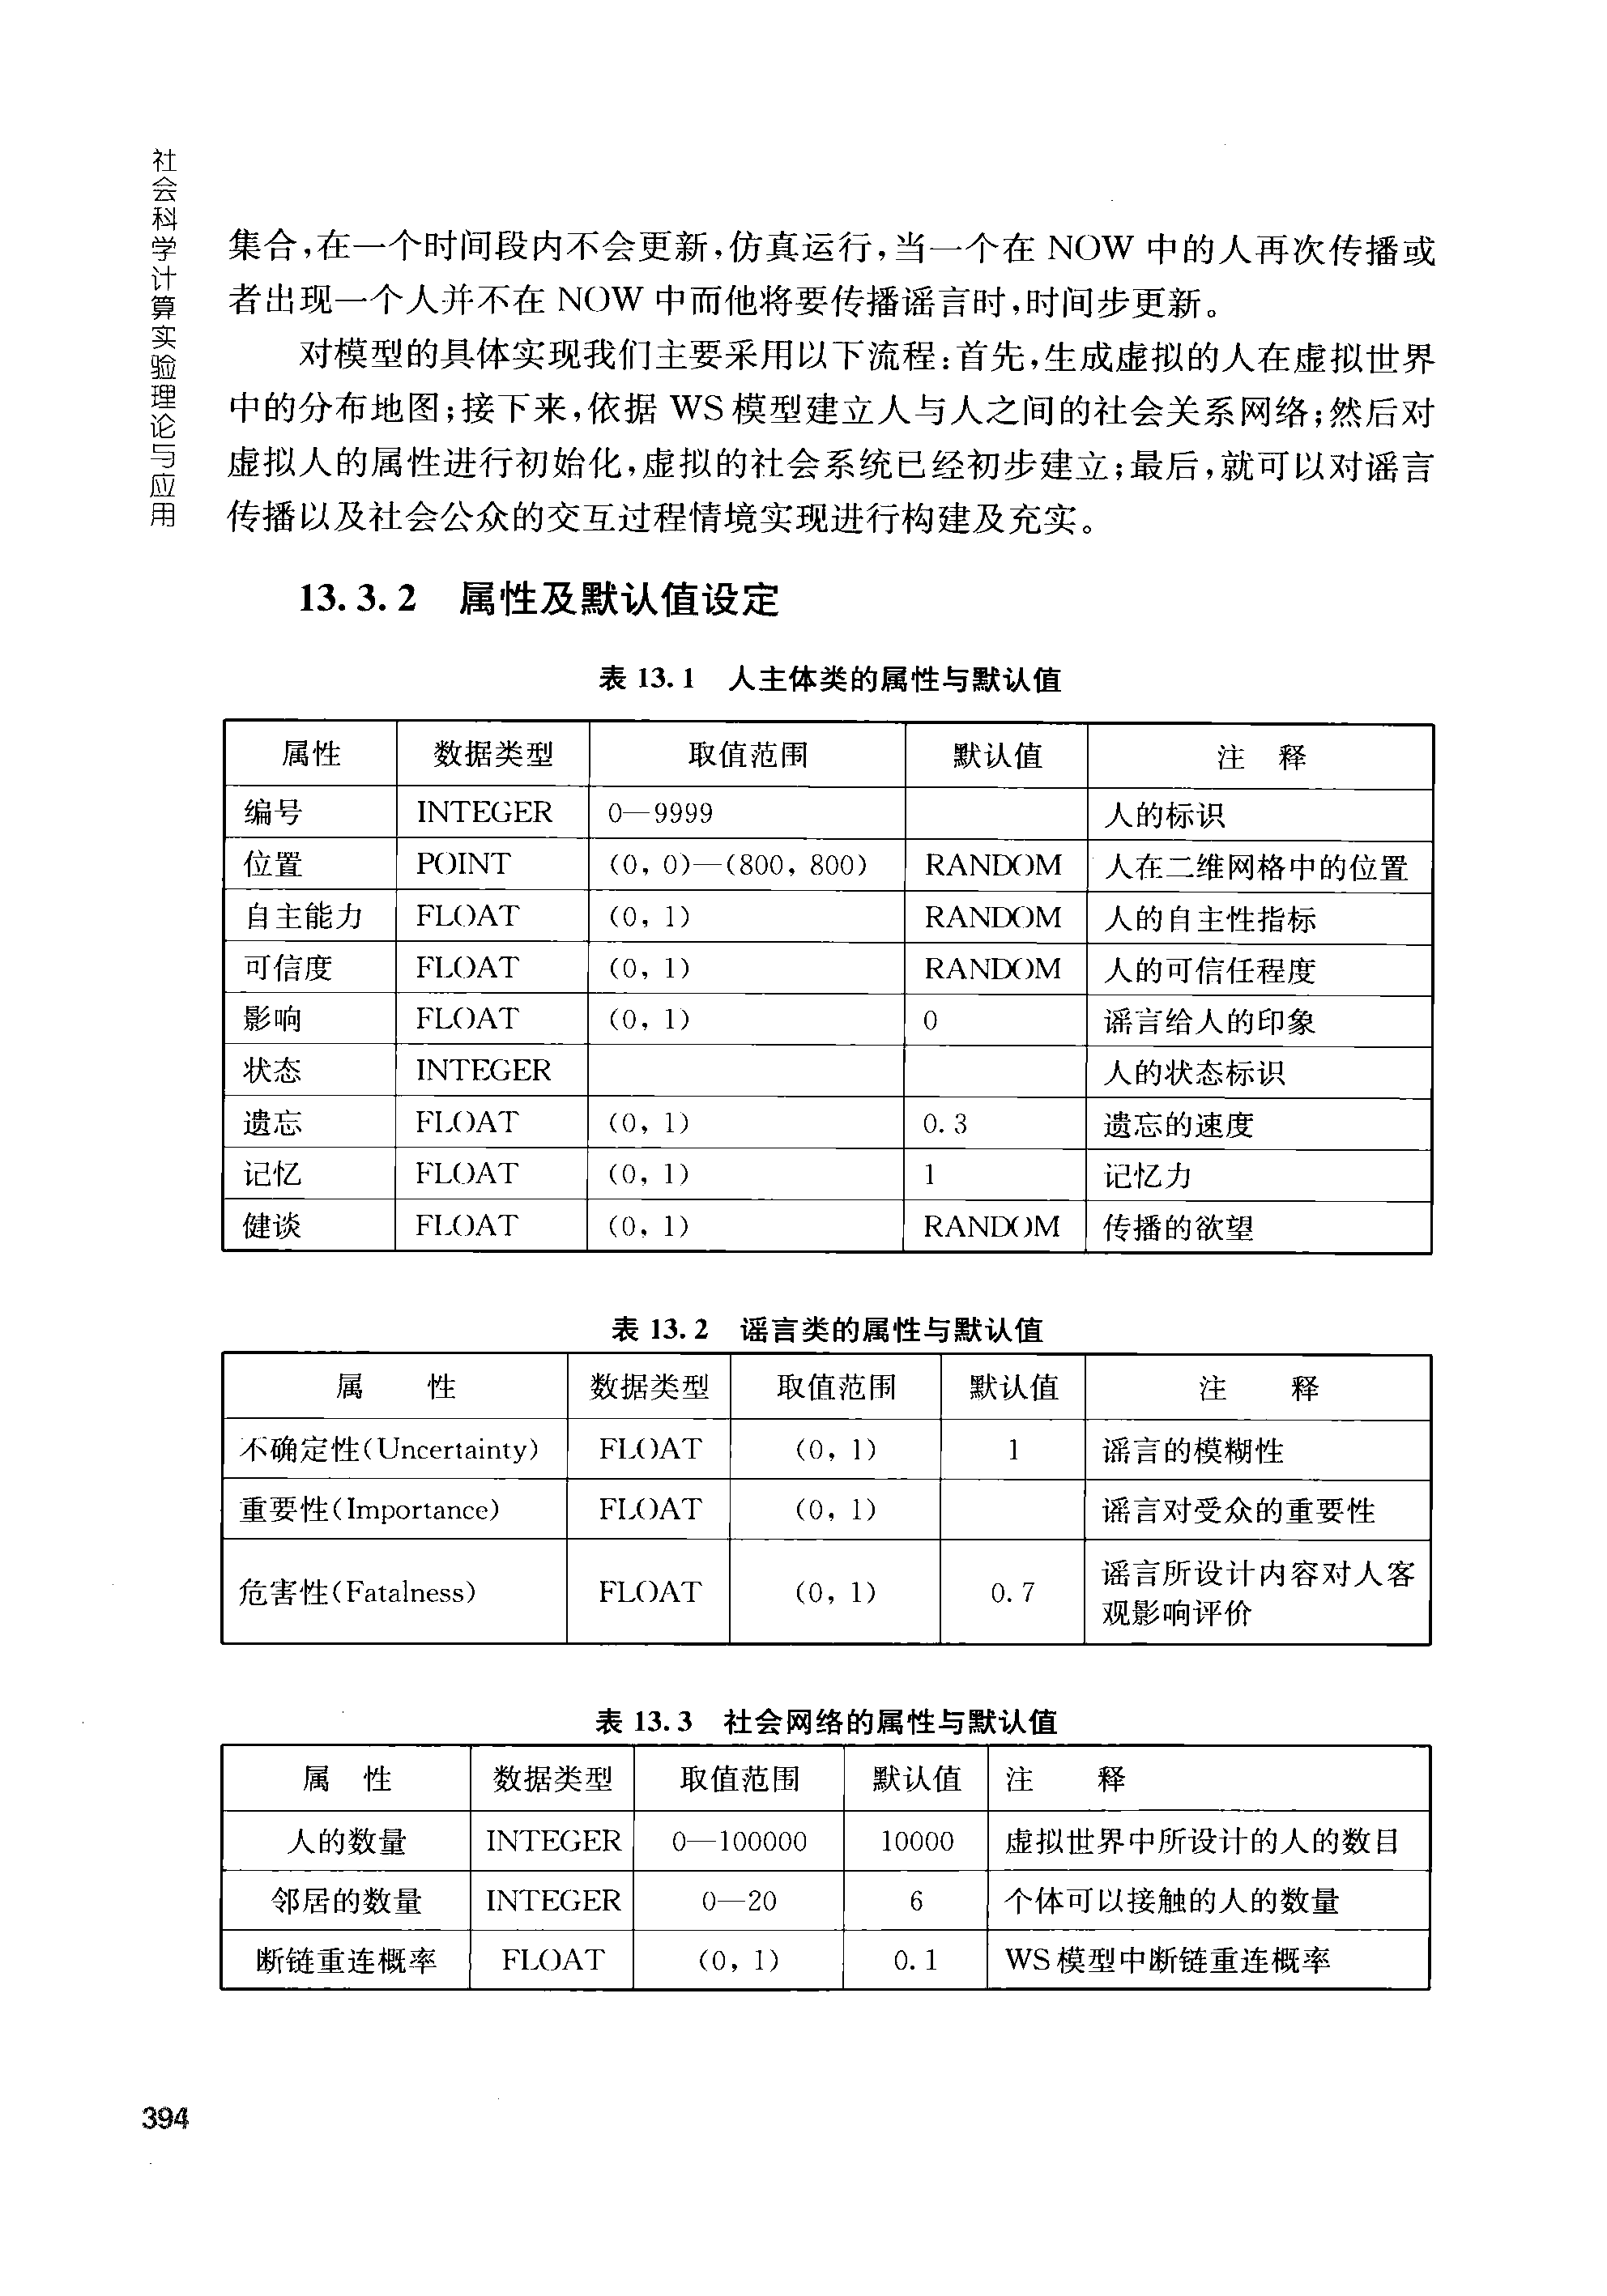 社会科学计算实验理论与应用
集合,在一个时间段内不会更新,仿真运行,当一个在 NOW 中的人再次传播或
者出现一个人并不在 NOW 中而他将要传播谣言时,时间步更新。
对模型的具体实现我们主要采用以下流程:首先,生成虚拟的人在虚拟世界
中的分布地图;接下来,依据 WS 模型建立人与人之间的社会关系网络;然后对
虚拟人的属性进行初始化,虚拟的社会系统已经初步建立;最后,就可以对谣言
传播以及社会公众的交互过程情境实现进行构建及充实。
13.3.2 属性及默认值设定
表 13.1 人主体类的属性与默认值
属性 数据类型 取值范围 默认值 注 释
编号 INTEGER 0—9999 人的标识
位置 POINT (0, 0)—(800, 800) RANDOM 人在二维网格中的位置
自主能力 FLOAT (0, 1) RANDOM 人的自主性指标
可信度 FLOAT (0, 1) RANDOM 人的可信任程度
影响 FLOAT (0, 1) 0 谣言给人的印象
状态 INTEGER 人的状态标识
遗忘 FLOAT (0, 1) 0.3 遗忘的速度
记忆 FLOAT (0, 1) 1 记忆力
健谈 FLOAT (0, 1) RANDOM 传播的欲望
表 13.2 谣言类的属性与默认值
属 性 数据类型 取值范围 默认值 注 释
不确定性(Uncertainty) FLOAT (0, 1) 1 谣言的模糊性
重要性(Importance) FLOAT (0, 1) 谣言对受众的重要性
危害性(Fatalness) FLOAT (0, 1) 0.7 谣言所设计内容对人客
观影响评价
表 13.3 社会网络的属性与默认值
属 性 数据类型 取值范围 默认值 注 释
人的数量 INTEGER 0—100000 10000 虚拟世界中所设计的人的数目
邻居的数量 INTEGER 0—20 6 个体可以接触的人的数量
断链重连概率 FLOAT (0, 1) 0.1 WS 模型中断链重连概率
394